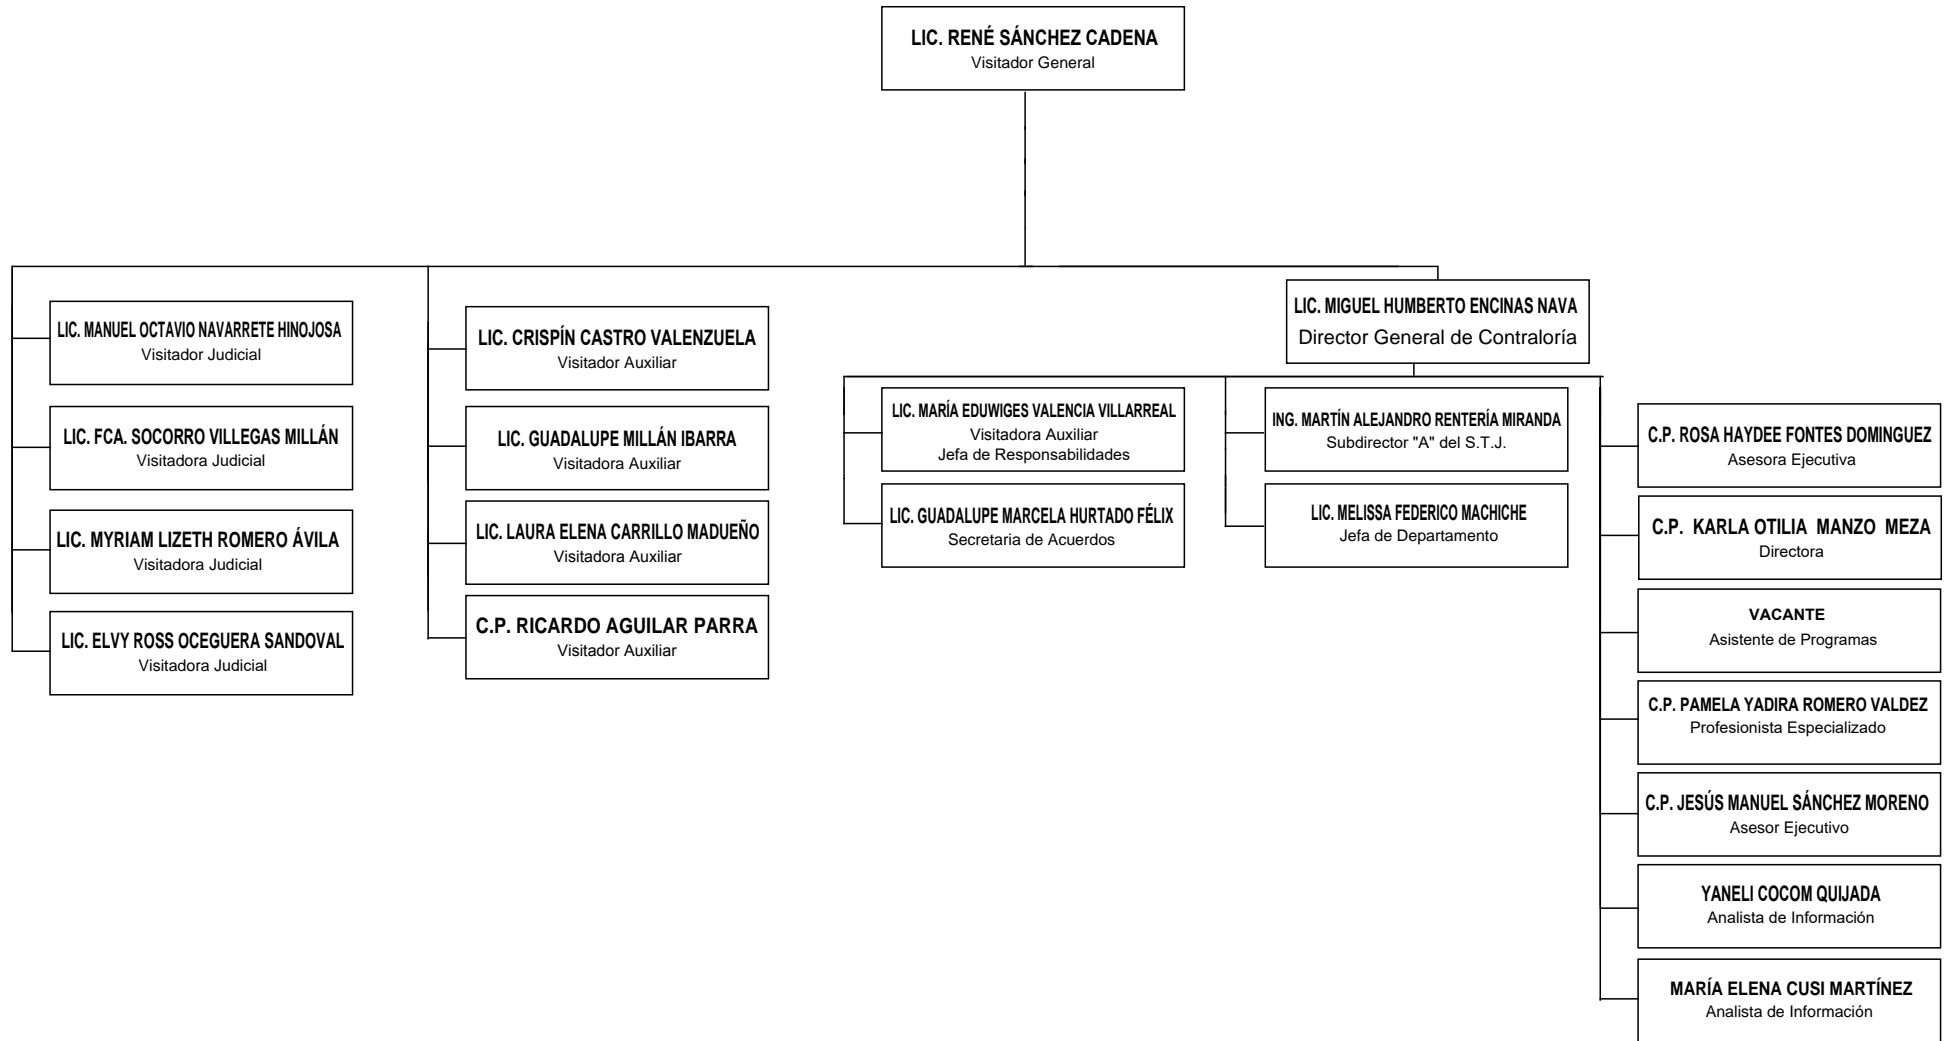 LIC. RENÉ SÁNCHEZ CADENA
Visitador General
LIC. MANUEL OCTAVIO NAVARRETE HINOJOSA
Visitador Judicial
LIC. FCA. SOCORRO VILLEGAS MILLÁN
Visitadora Judicial
LIC. MYRIAM LIZETH ROMERO ÁVILA
Visitadora Judicial
LIC. ELVY ROSS OCEGUERA SANDOVAL
Visitadora Judicial
LIC. CRISPÍN CASTRO VALENZUELA
Visitador Auxiliar
LIC. GUADALUPE MILLÁN IBARRA
Visitadora Auxiliar
LIC. LAURA ELENA CARRILLO MADUEÑO
Visitadora Auxiliar
C.P. RICARDO AGUILAR PARRA
Visitador Auxiliar
LIC. MIGUEL HUMBERTO ENCINAS NAVA
Director General de Contraloría
LIC. MARÍA EDUWIGES VALENCIA VILLARREAL
Visitadora Auxiliar
Jefa de Responsabilidades
LIC. GUADALUPE MARCELA HURTADO FÉLIX
Secretaria de Acuerdos
ING. MARTÍN ALEJANDRO RENTERÍA MIRANDA
Subdirector "A" del S.T.J.
LIC. MELISSA FEDERICO MACHICHE
Jefa de Departamento
C.P. ROSA HAYDEE FONTES DOMINGUEZ
Asesora Ejecutiva
C.P. KARLA OTILIA MANZO MEZA
Directora
VACANTE
Asistente de Programas
C.P. PAMELA YADIRA ROMERO VALDEZ
Profesionista Especializado
C.P. JESÚS MANUEL SÁNCHEZ MORENO
Asesor Ejecutivo
YANELI COCOM QUIJADA
Analista de Información
MARÍA ELENA CUSI MARTÍNEZ
Analista de Información